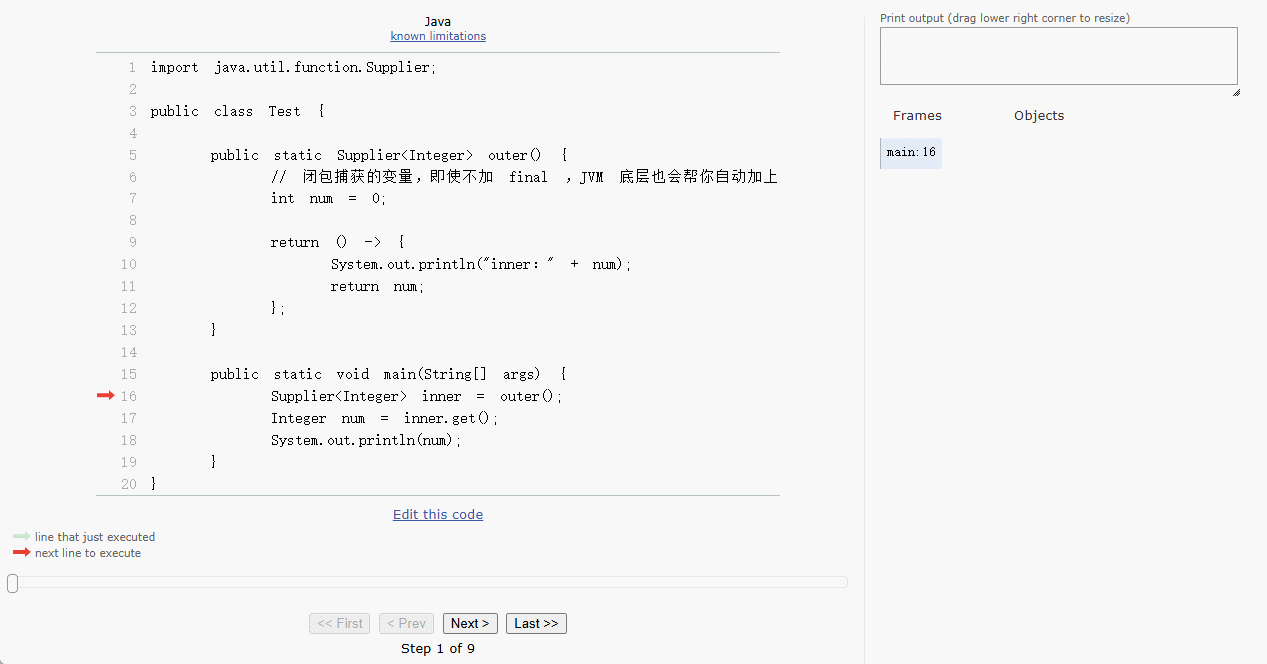 Java
known limitations
1 import java.util.function.Supplier;
2
3 public class Test {
4
5 public static Supplier<Integer> outer() {
6 // 闭包捕获的变量，即使不加 final ，JVM 底层也会帮你自动加上
7 int num = 0;
8
9 return () -> {
10 System.out.println("inner：" + num);
11 return num;
12 };
13 }
14
15 public static void main(String[] args) {
16 Supplier<Integer> inner = outer();
17 Integer num = inner.get();
18 System.out.println(num);
19 }
20 }
Edit this code
line that just executed
next line to execute
<< First < Prev Next > Last >>
Step 1 of 9
Print output (drag lower right corner to resize)
Frames Objects
main:16